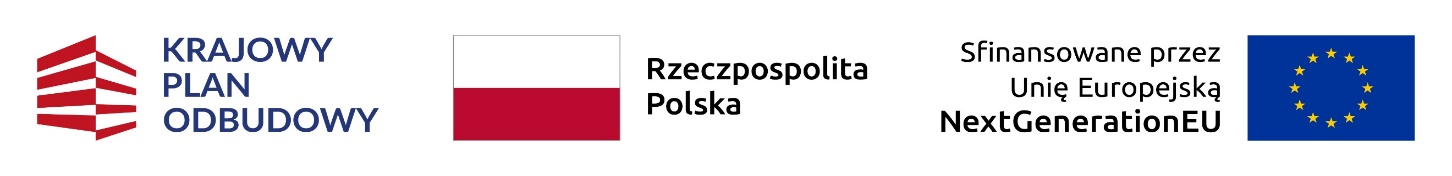 KRAJOWY
PLAN
ODBUDOWY
Rzeczpospolita
Polska
Sfinansowane przez
Unię Europejską
NextGenerationEU